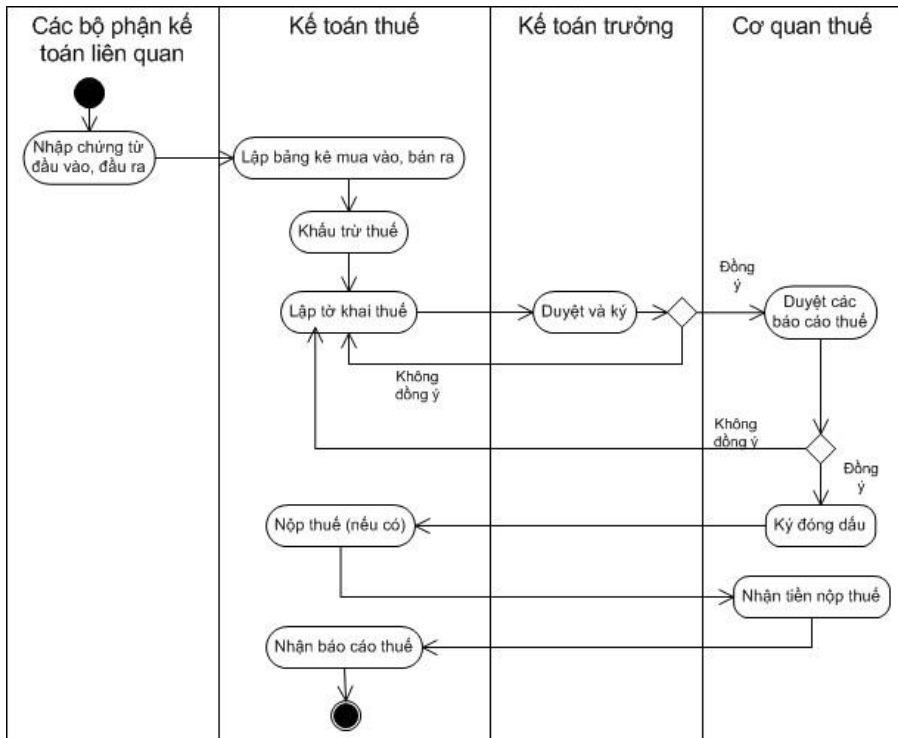 Các bộ phận kế
toán liên quan
Kế toán thuế
Kế toán trưởng
Cơ quan thuế
Nhập chứng từ
đầu vào, đầu ra
Lập bảng kê mua vào, bán ra
Khấu trừ thuế
Lập tờ khai thuế
Duyệt và ký
Đồng
ý
Duyệt các
báo cáo thuế
Không
đồng ý
Không
đồng ý
Đồng
ý
Nộp thuế (nếu có)
Ký đóng dấu
Nhận tiền nộp thuế
Nhận báo cáo thuế